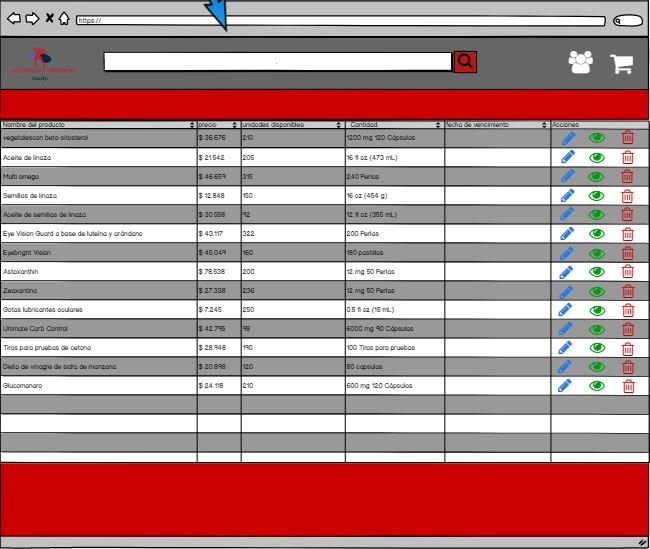 https://
body
Nombre del producto precio unidades disponibles Cantidad fecha de vencimiento Acciones
vegetalescon beta-sitosterol $ 36.676 210 1200 mg 120 Cápsulas
Aceite de linaza $ 21.542 205 16 fl oz (473 mL)
Multi omega $ 46.659 315 240 Perlas
Semillas de linaza $ 12.848 150 16 oz (454 g)
Aceite de semillas de linaza $ 30.558 92 12 fl oz (355 mL)
Eye Vision Guard a base de luteína y arándano $ 43.117 322 200 Perlas
Eyebright Vision $ 45.049 160 180 pastillas
Astaxanthin $ 78.538 200 12 mg 50 Perlas
Zeaxantina $ 27.338 236 12 mg 50 Perlas
Gotas lubricantes oculares $ 7.245 250 0.5 fl oz (15 mL)
Ultimate Carb Control $ 42.795 98 6000 mg 90 Cápsulas
Tiras para pruebas de cetona $ 28.948 190 100 Tiras para pruebas
Dieta de vinagre de sidra de manzana $ 20.898 120 80 capsulas
Glucomanaro $ 24.118 210 600 mg 120 Cápsulas